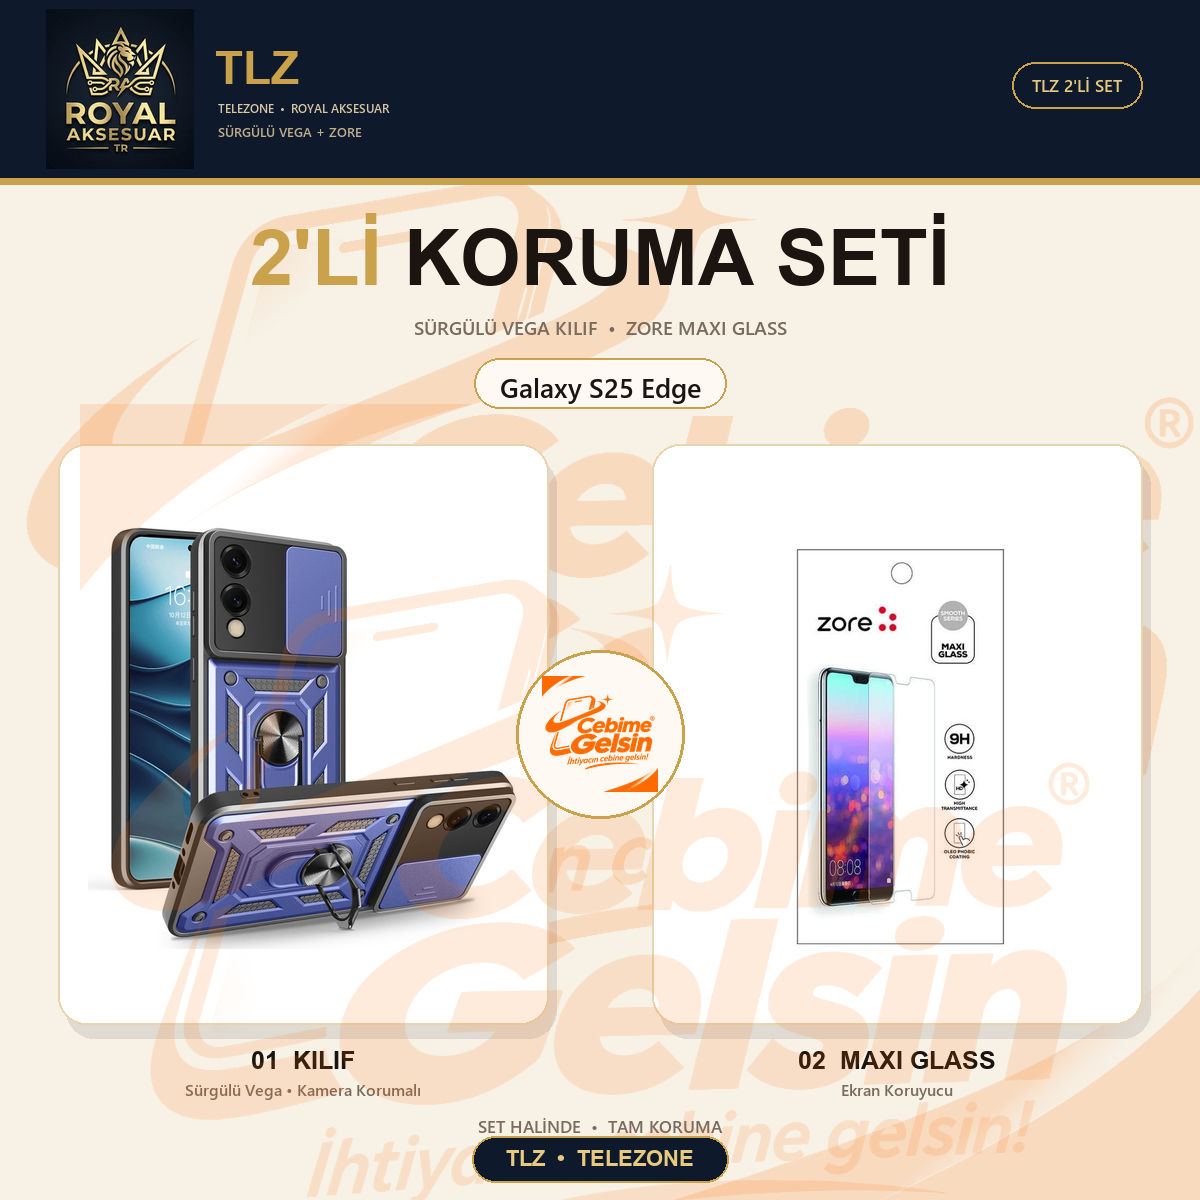 ROYAL
AKSESUAR
TR
TLZ
TELEZONE • ROYAL AKSESUAR
SÜRGÜLÜ VEGA + ZORE
TLZ 2'Lİ SET
2'Lİ KORUMA SETİ
SÜRGÜLÜ VEGA KILIF • ZORE MAXI GLASS
Galaxy S25 Edge
zore
SMOOTH
SERIES
MAXI
GLASS
9H
HARDNESS
HD
HIGH
TRANSMITTANCE
OLEO PHOBIC
COATING
08:08
Cebime®
Gelsin
İhtiyacın cebine gelsin!
Cebime®
Gelsin
01 KILIF
Sürgülü Vega • Kamera Korumalı
02 MAXI GLASS
Ekran Koruyucu
SET HALİNDE • TAM KORUMA
TLZ • TELEZONE